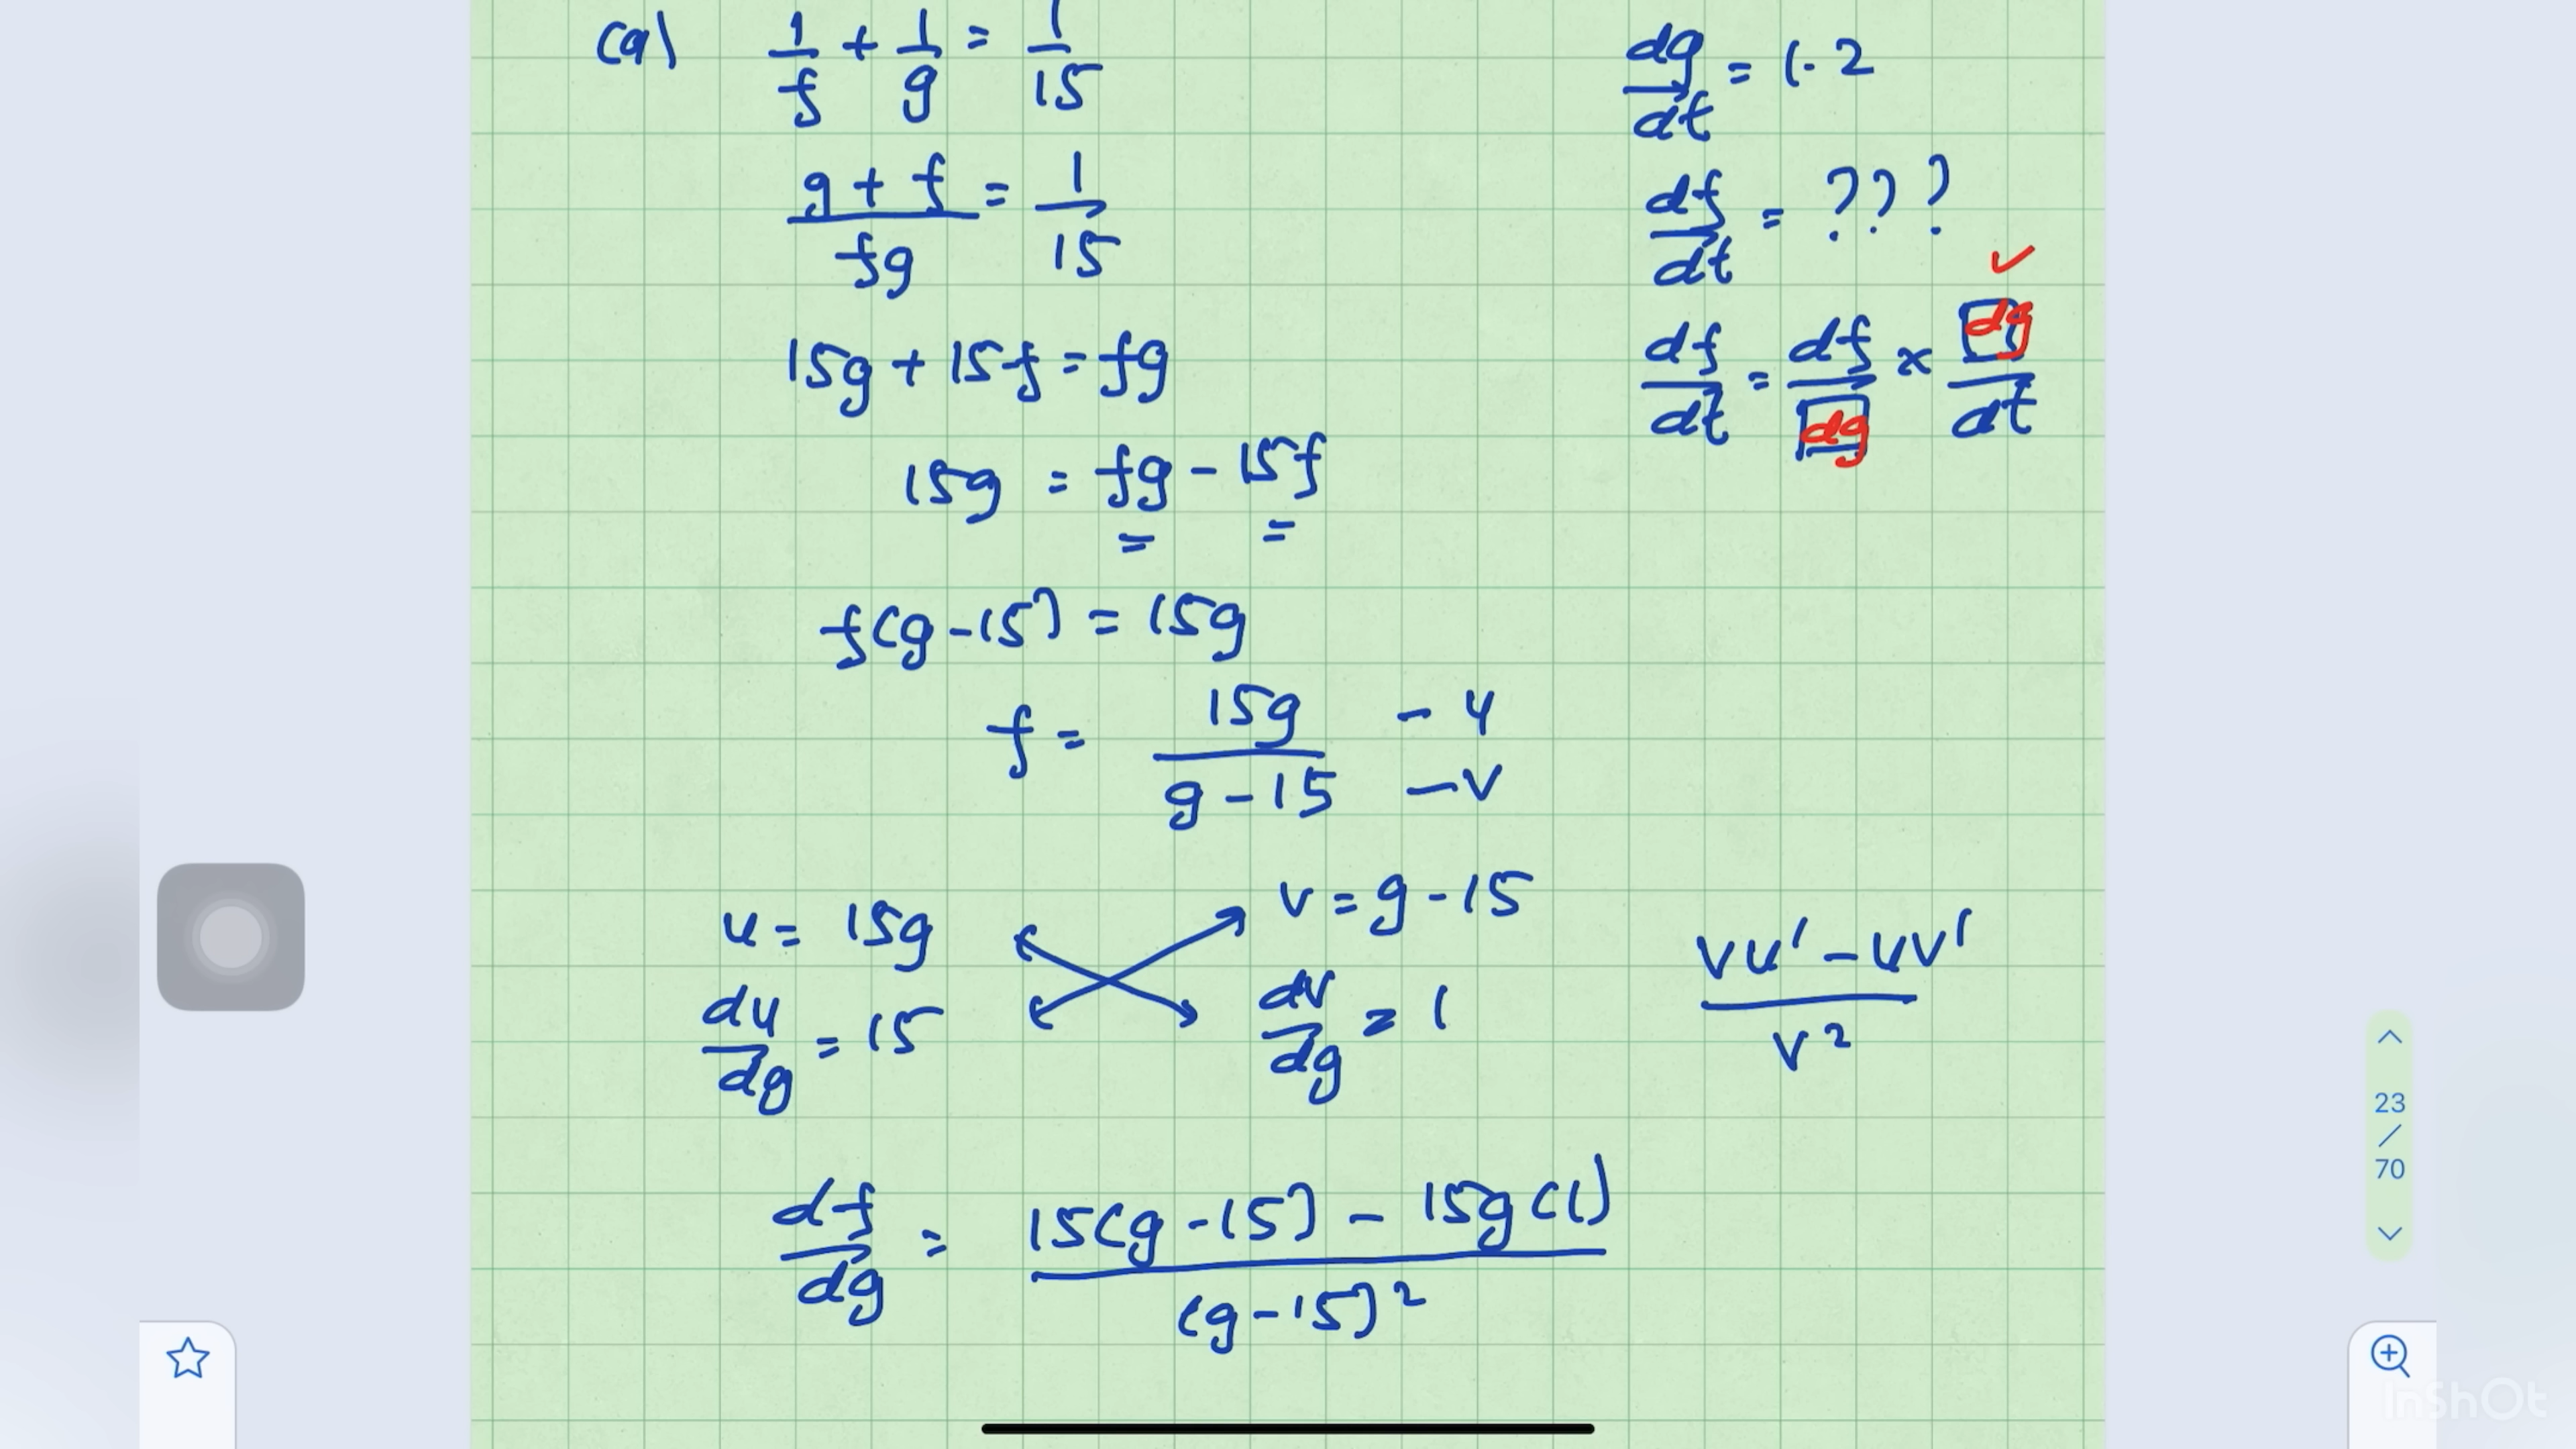 (a) 1/f + 1/g = 1/15
(g + f)/fg = 1/15
15g + 15f = fg
15g = fg - 15f
f(g - 15) = 15g
f = 15g/(g - 15) - u - v
u = 15g
v = g - 15
du/dg = 15
dv/dg = 1
(vu' - uv')/v²
df/dg = (15(g - 15) - 15g(1))/(g - 15)²
dg/dt = 1.2
df/dt = ???
df/dt = df/dg × dg/dt
23
/
70
InShOt